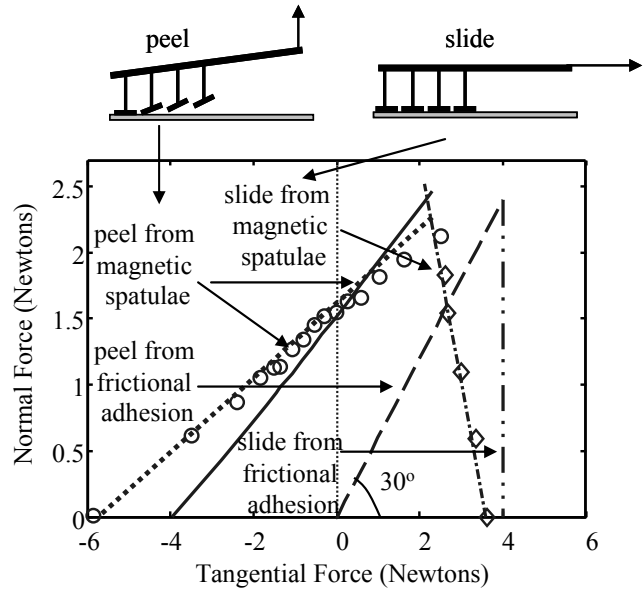 peel
slide
2.5
2
1.5
1
0.5
0
Normal Force (Newtons)
slide from
magnetic
spatulae
peel from
magnetic
spatulae
peel from
frictional
adhesion
slide from
frictional
adhesion
30o
-6
-4
-2
0
2
4
6
Tangential Force (Newtons)